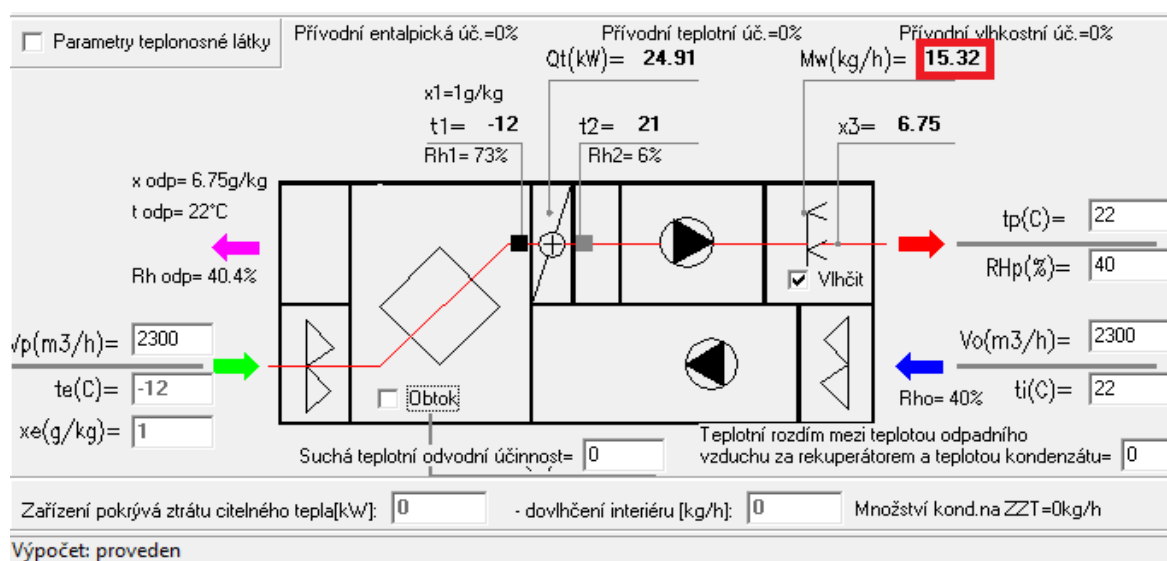 Parametry teplonosné látky
Přívodní entalpická úč.=0%
Přívodní teplotní úč.=0%
Přívodní vlhkostní úč.=0%
Qt(kW)= 24.91
Mw(kg/h)= 15.32
x1=1g/kg
t1= -12
t2= 21
x3= 6.75
Rh1= 73%
Rh2= 6%
x odp= 6.75g/kg
t odp= 22°C
Rh odp= 40.4%
tp(C)= 22
RHp(%)= 40
Vlhčit
Vp(m3/h)= 2300
te(C)= -12
xe(g/kg)= 1
Obtok
Vo(m3/h)= 2300
Rho= 40%
ti(C)= 22
Suchá teplotní odvodní účinnost= 0
Teplotní rozdím mezi teplotou odpadního
vzduchu za rekuperátorem a teplotou kondenzátu= 0
Zařízení pokrývá ztrátu citelného tepla[kW]: 0
- dovlhčení interiéru [kg/h]: 0
Množství kond.na ZZT=0kg/h
Výpočet: proveden